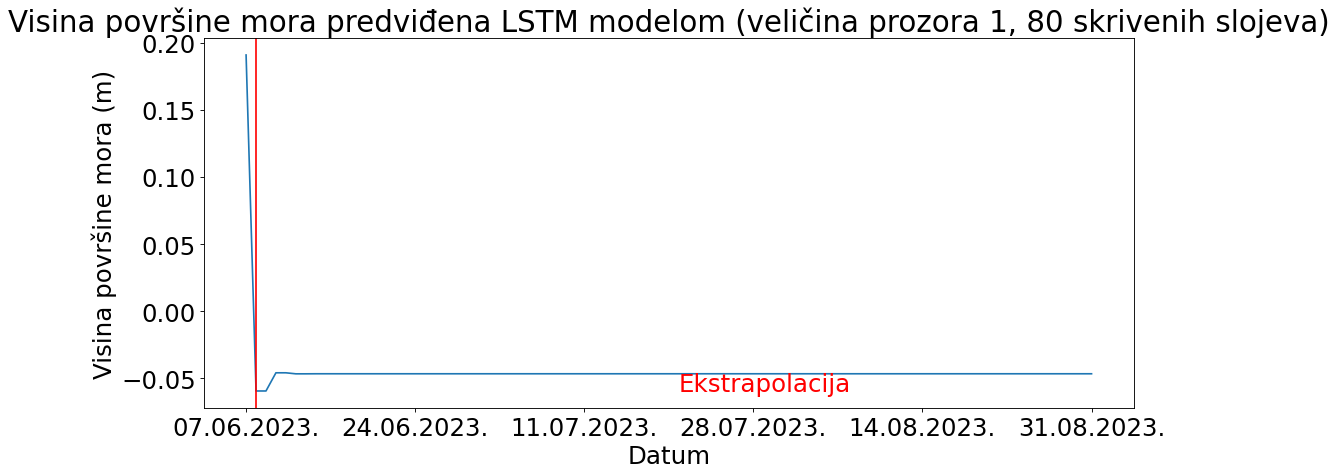 Visina površine mora predviđena LSTM modelom (veličina prozora 1, 80 skrivenih slojeva)
Visina površine mora (m)
0.20
0.15
0.10
0.05
0.00
−0.05
Ekstrapolacija
07.06.2023. 24.06.2023. 11.07.2023. 28.07.2023. 14.08.2023. 31.08.2023.
Datum